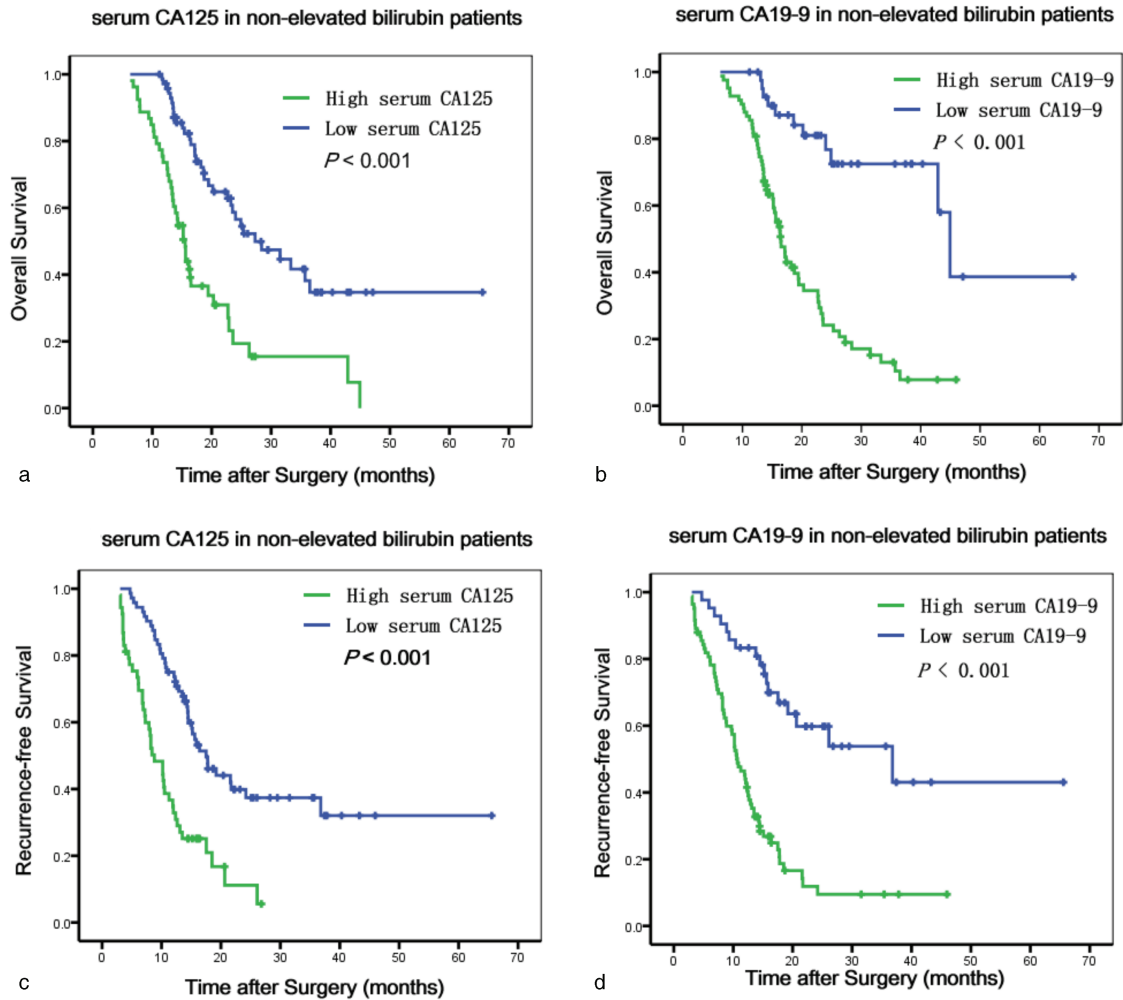 serum CA125 in non-elevated bilirubin patients
High serum CA125
Low serum CA125
P < 0.001
Overall Survival
1.0
0.8
0.6
0.4
0.2
0.0
0 10 20 30 40 50 60 70
Time after Surgery (months)
a
serum CA19-9 in non-elevated bilirubin patients
High serum CA19-9
Low serum CA19-9
P < 0.001
Overall Survival
1.0
0.8
0.6
0.4
0.2
0.0
0 10 20 30 40 50 60 70
Time after Surgery (months)
b
serum CA125 in non-elevated bilirubin patients
High serum CA125
Low serum CA125
P < 0.001
Recurrence-free Survival
1.0
0.8
0.6
0.4
0.2
0.0
0 10 20 30 40 50 60 70
Time after Surgery (months)
c
serum CA19-9 in non-elevated bilirubin patients
High serum CA19-9
Low serum CA19-9
P < 0.001
Recurrence-free Survival
1.0
0.8
0.6
0.4
0.2
0.0
0 10 20 30 40 50 60 70
Time after Surgery (months)
d